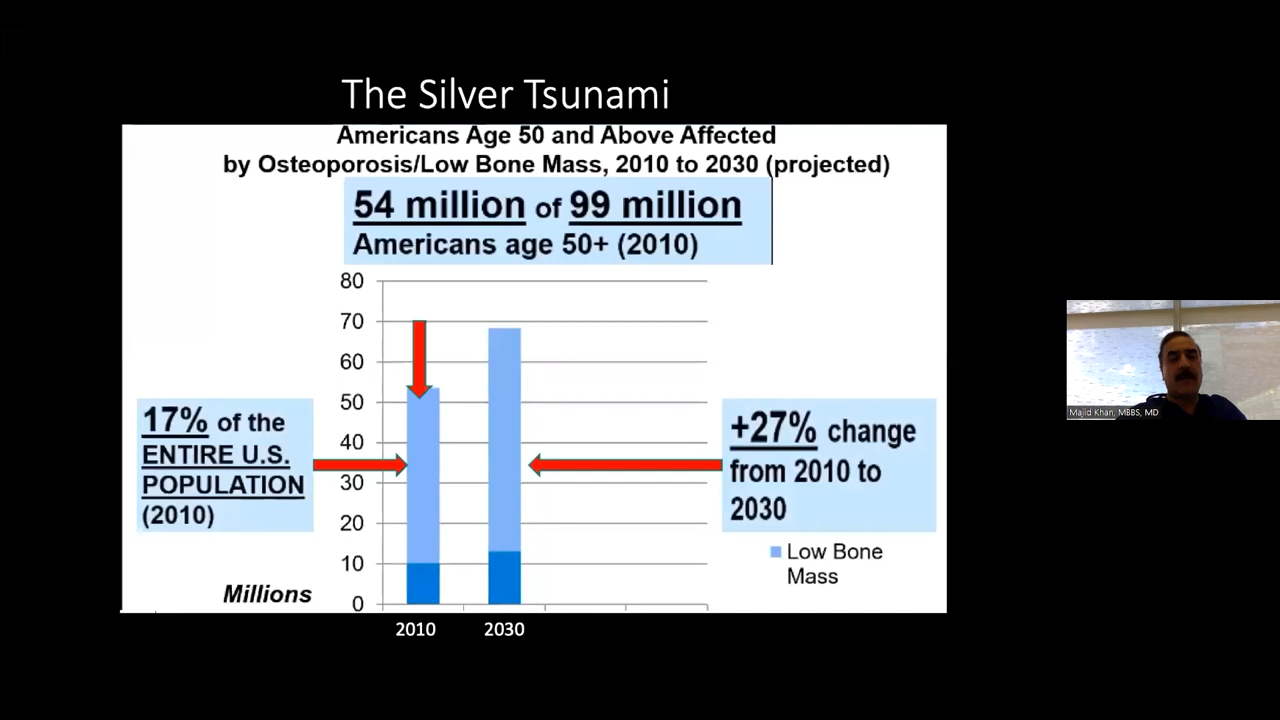 The Silver Tsunami
Americans Age 50 and Above Affected
by Osteoporosis/Low Bone Mass, 2010 to 2030 (projected)
54 million of 99 million
Americans age 50+ (2010)
80
70
60
50
40
30
20
10
0
17% of the
ENTIRE U.S.
POPULATION
(2010)
+27% change
from 2010 to
2030
Low Bone
Mass
Millions
2010
2030
Majid Khan, MBBS, MD